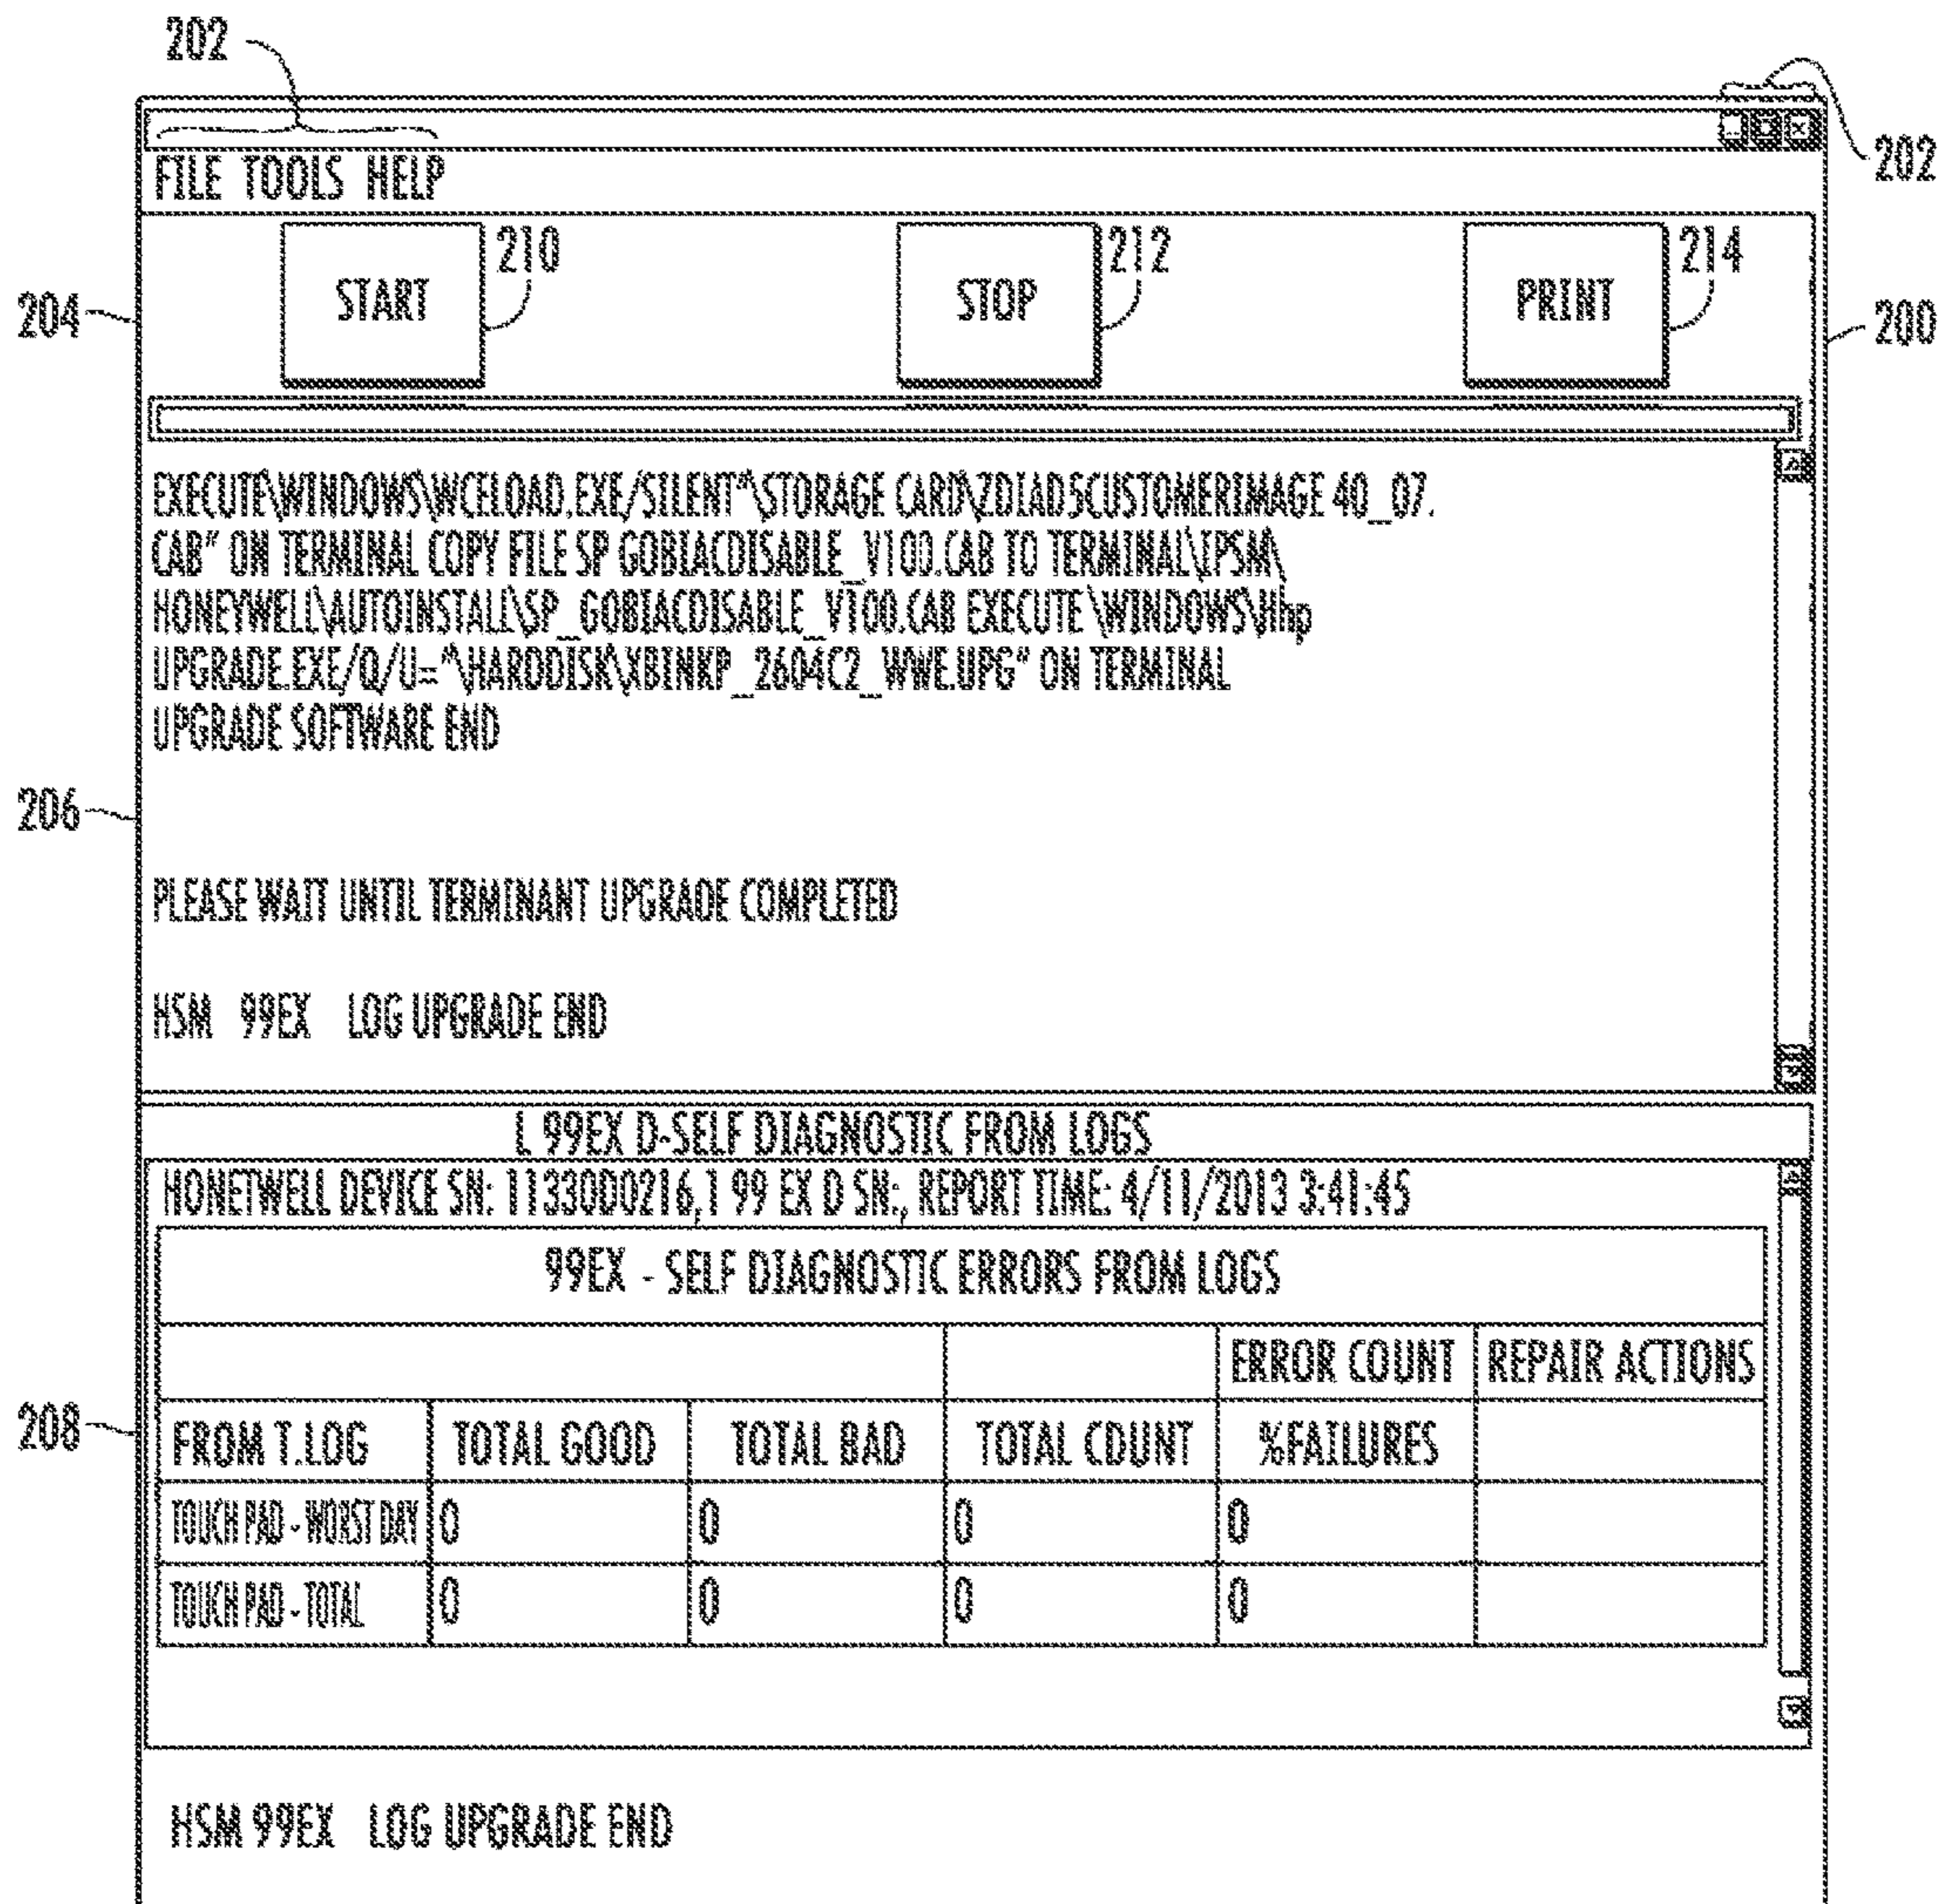 202
202
FILE TOOLS HELP
START
210
STOP
212
PRINT
214
204
200
EXECUTE\WINDOWS\WCELOAD.EXE/SILENT"\STORAGE CARD\ZDIAD5CUSTOMERIMAGE 40_07.
CAB" ON TERMINAL COPY FILE SP GOBIACDISABLE_V100.CAB TO TERMINAL\IPSM\
HONEYWELL\AUTOINSTALL\SP_GOBIACDISABLE_V100.CAB EXECUTE \WINDOWS\Hhp
UPGRADE.EXE/Q/U="\HARODISK\XBINKP_2604C2_WWE.UPG" ON TERMINAL
UPGRADE SOFTWARE END
206
PLEASE WAIT UNTIL TERMINANT UPGRADE COMPLETED
HSM 99EX LOG UPGRADE END
L 99EX D-SELF DIAGNOSTIC FROM LOGS
HONETWELL DEVICE SN: 11330D0216,1 99 EX D SN:, REPORT TIME: 4/11/2013 3:41:45
99EX - SELF DIAGNOSTIC ERRORS FROM LOGS
ERROR COUNT REPAIR ACTIONS
208
FROM T.LOG TOTAL GOOD TOTAL BAD TOTAL CDUNT %FAILURES
TOUCH PAD - WORST DAY 0 0 0 0
TOUCH PAD - TOTAL 0 0 0 0
HSM 99EX LOG UPGRADE END